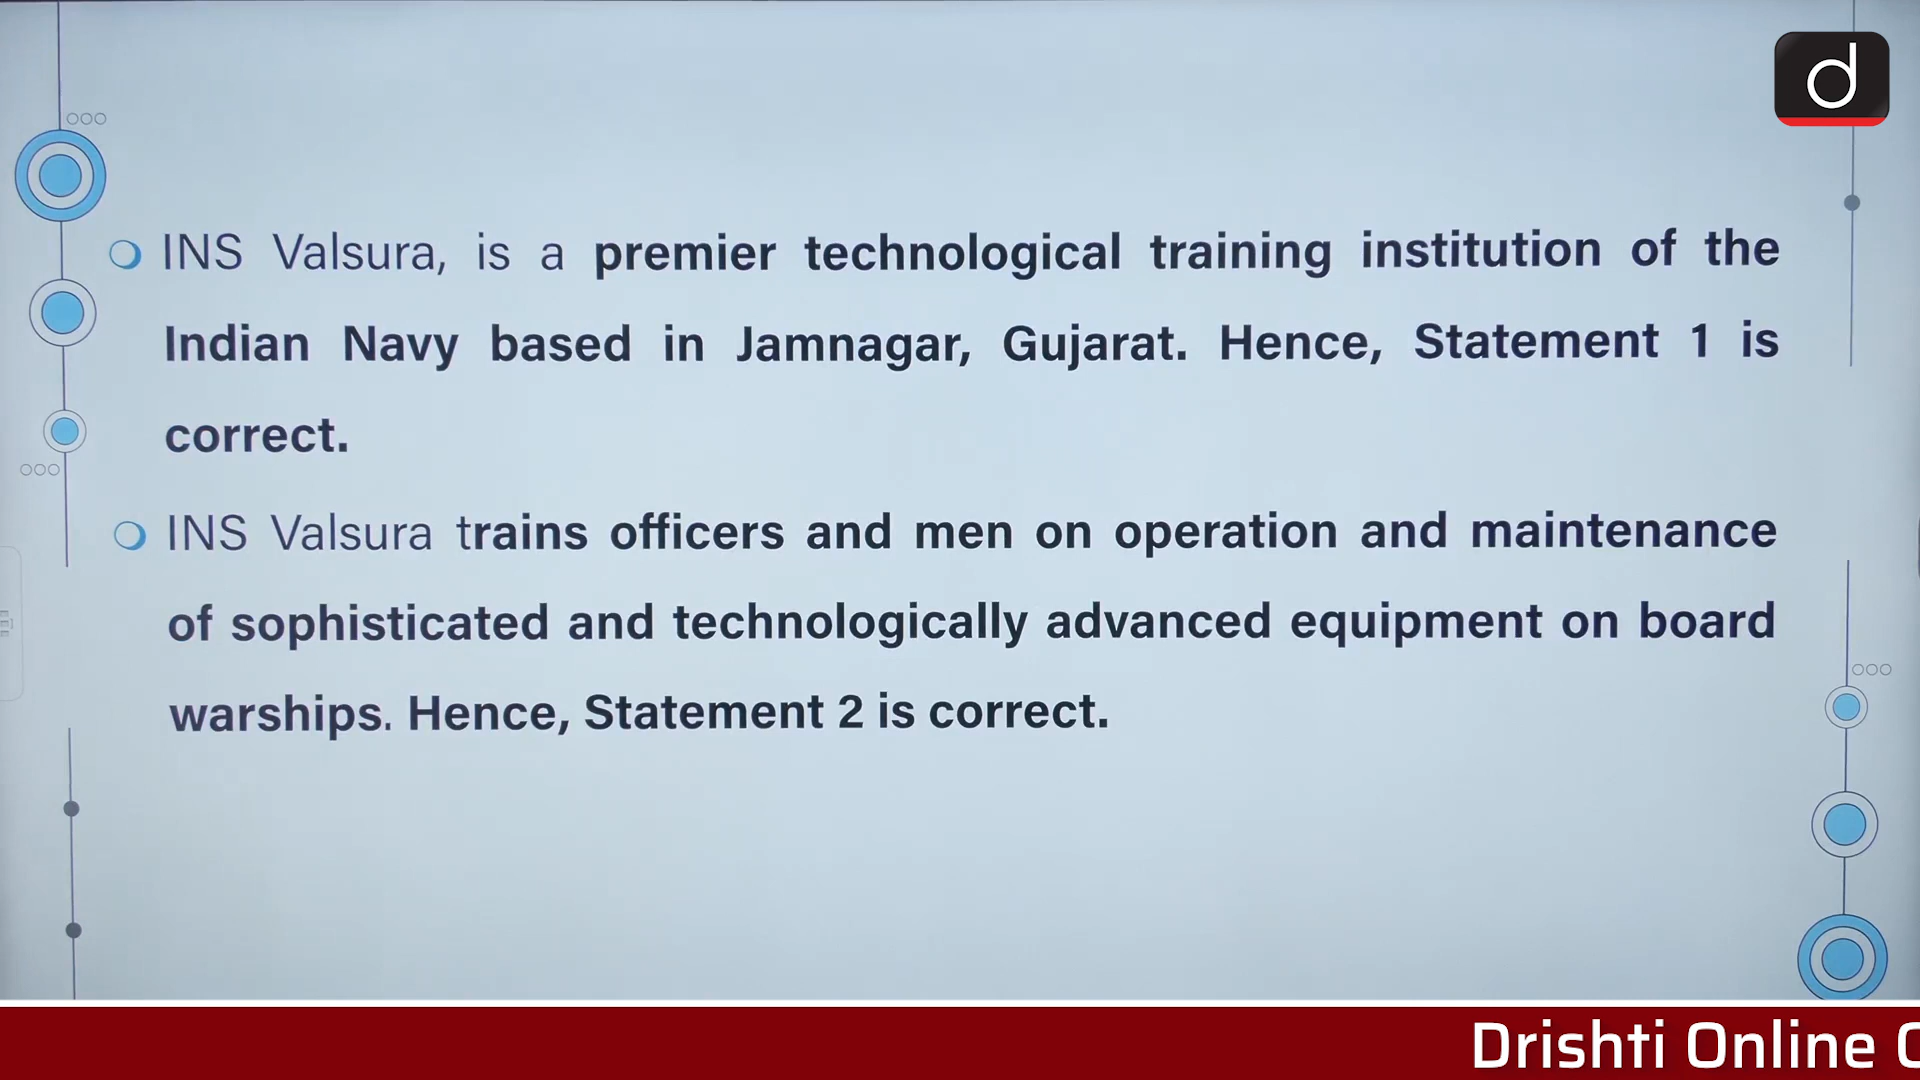 d
INS Valsura, is a premier technological training institution of the
Indian Navy based in Jamnagar, Gujarat. Hence, Statement 1 is
correct.
INS Valsura trains officers and men on operation and maintenance
of sophisticated and technologically advanced equipment on board
warships. Hence, Statement 2 is correct.
Drishti Online